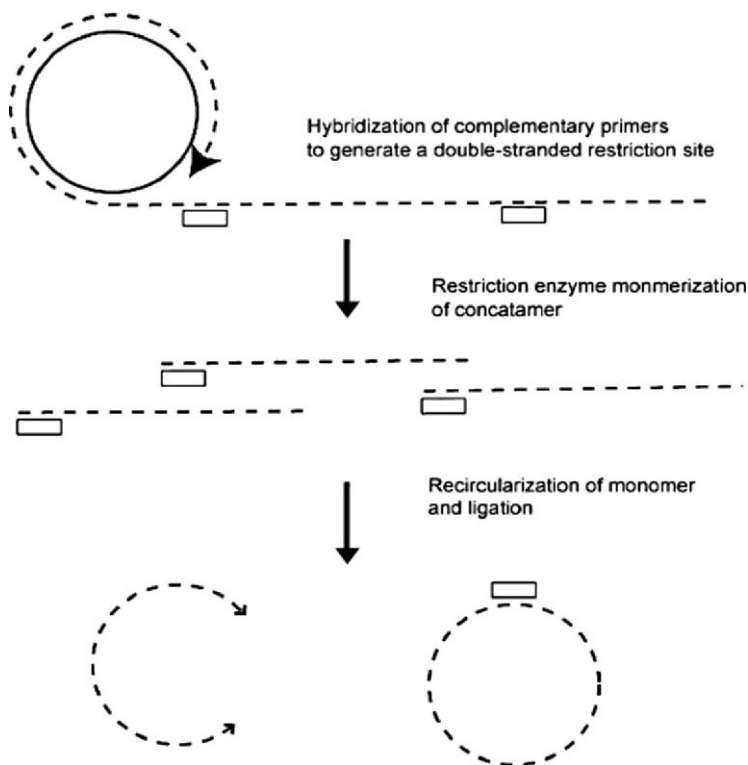 Hybridization of complementary primers
to generate a double-stranded restriction site
Restriction enzyme monmerization
of concatamer
Recircularization of monomer
and ligation